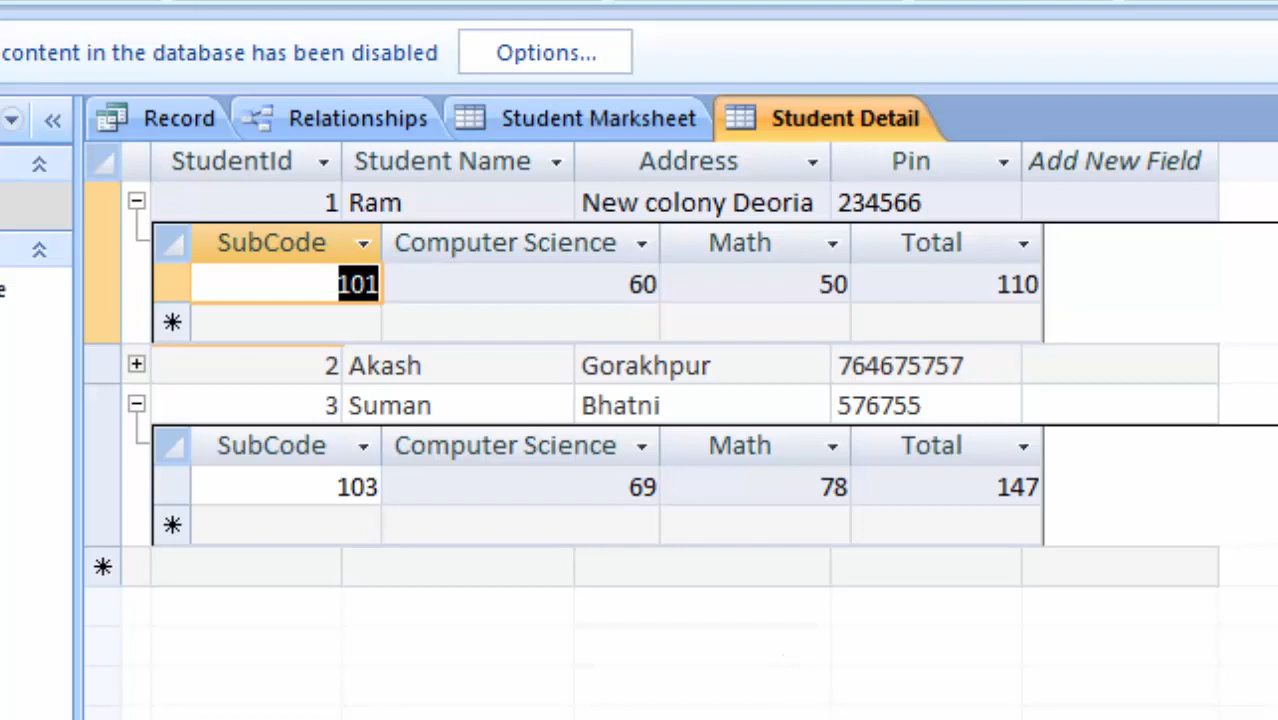 content in the database has been disabled Options...
Record Relationships Student Marksheet Student Detail
StudentId Student Name Address Pin Add New Field
1 Ram New colony Deoria 234566
SubCode Computer Science Math Total
101 60 50 110
2 Akash Gorakhpur 764675757
3 Suman Bhatni 576755
SubCode Computer Science Math Total
103 69 78 147